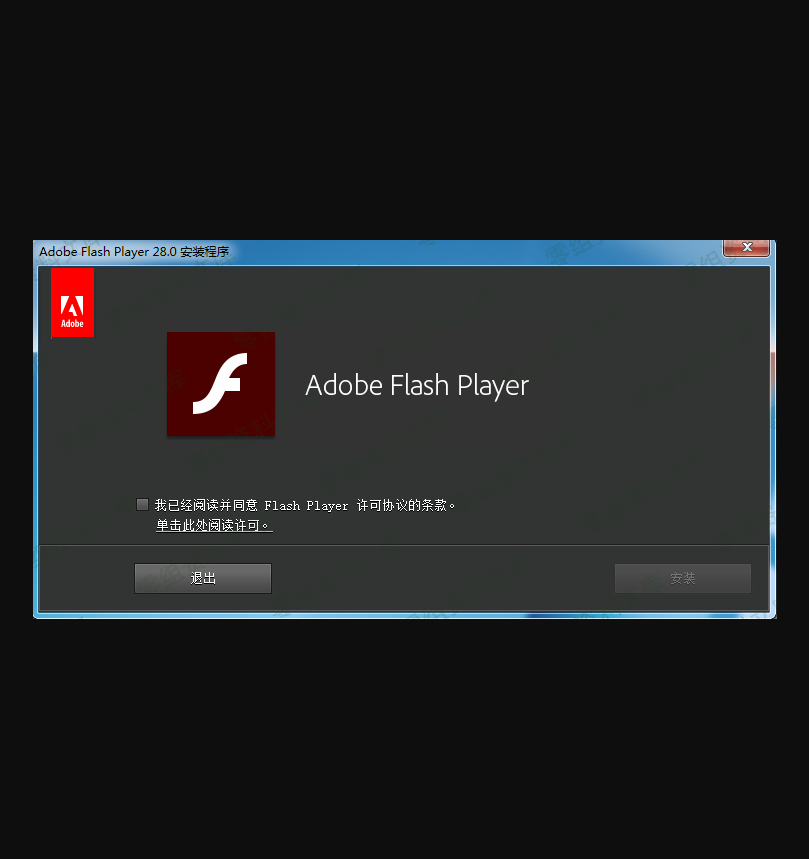 Adobe Flash Player 28.0 安装程序
Adobe
Adobe Flash Player
我已经阅读并同意 Flash Player 许可协议的条款。
单击此处阅读许可。
退出
安装